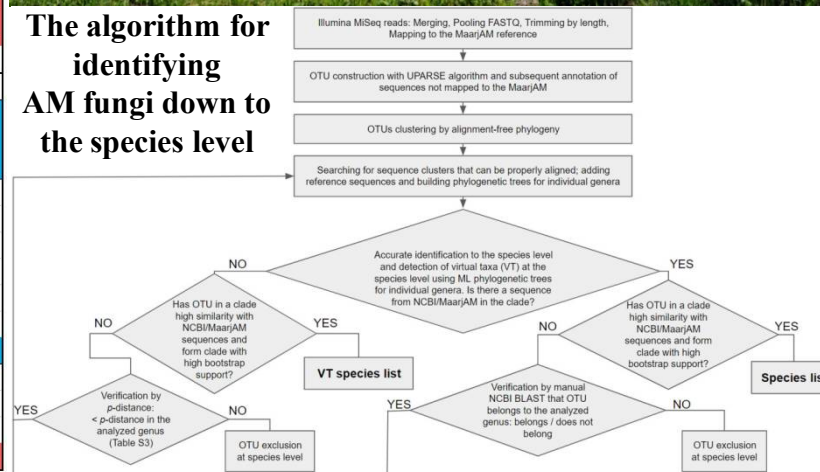 The algorithm for
identifying
AM fungi down to
the species level
Illumina MiSeq reads: Merging, Pooling FASTQ, Trimming by length,
Mapping to the MaarjAM reference
OTU construction with UPARSE algorithm and subsequent annotation of
sequences not mapped to the MaarjAM
OTUs clustering by alignment-free phylogeny
Searching for sequence clusters that can be properly aligned; adding
reference sequences and building phylogenetic trees for individual genera
Accurate identification to the species level
and detection of virtual taxa (VT) at the
species level using ML phylogenetic trees
for individual genera. Is there a sequence
from NCBI/MaarjAM in the clade?
NO
YES
Has OTU in a clade
high similarity with
NCBI/MaarjAM
sequences and
form clade with
high bootstrap
support?
NO
YES
VT species list
Has OTU in a clade
high similarity with
NCBI/MaarjAM
sequences and form
clade with high
bootstrap support?
NO
YES
Species lis
Verification by
p-distance:
< p-distance in the
analyzed genus
(Table S3)
YES
NO
OTU exclusion
at species level
Verification by manual
NCBI BLAST that OTU
belongs to the analyzed
genus: belongs / does not
belong
YES
NO
OTU exclusion
at species level